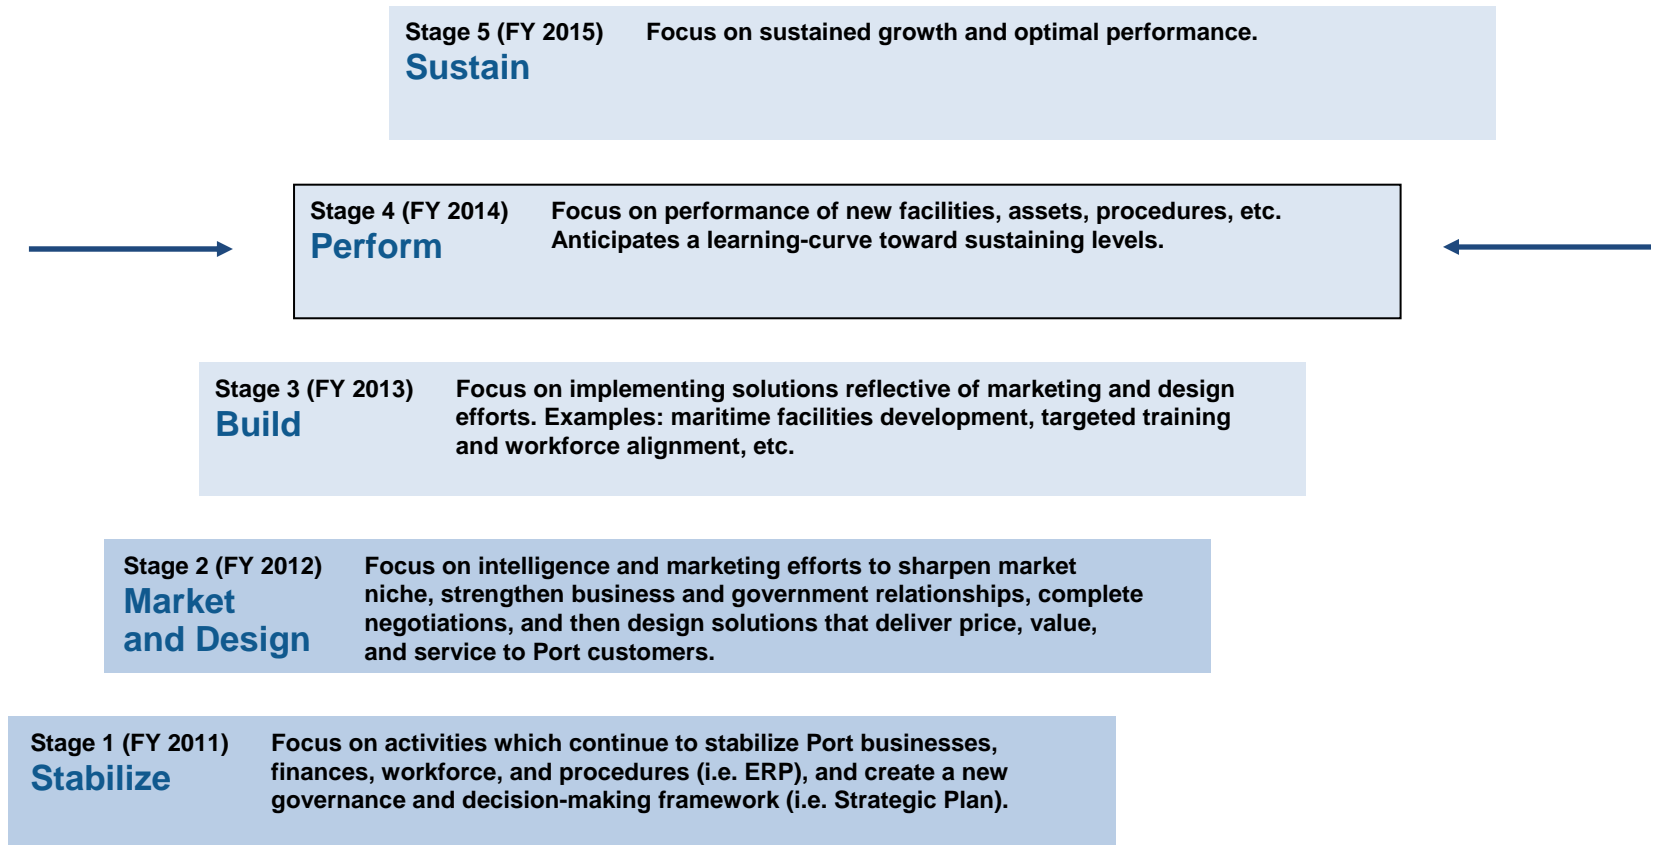 Stage 5 (FY 2015) Focus on sustained growth and optimal performance.
Sustain
Stage 4 (FY 2014) Focus on performance of new facilities, assets, procedures, etc.
Perform Anticipates a learning-curve toward sustaining levels.
Stage 3 (FY 2013) Focus on implementing solutions reflective of marketing and design
Build efforts. Examples: maritime facilities development, targeted training
and workforce alignment, etc.
Stage 2 (FY 2012) Focus on intelligence and marketing efforts to sharpen market
Market niche, strengthen business and government relationships, complete
and Design negotiations, and then design solutions that deliver price, value,
and service to Port customers.
Stage 1 (FY 2011) Focus on activities which continue to stabilize Port businesses,
Stabilize finances, workforce, and procedures (i.e. ERP), and create a new
governance and decision-making framework (i.e. Strategic Plan).